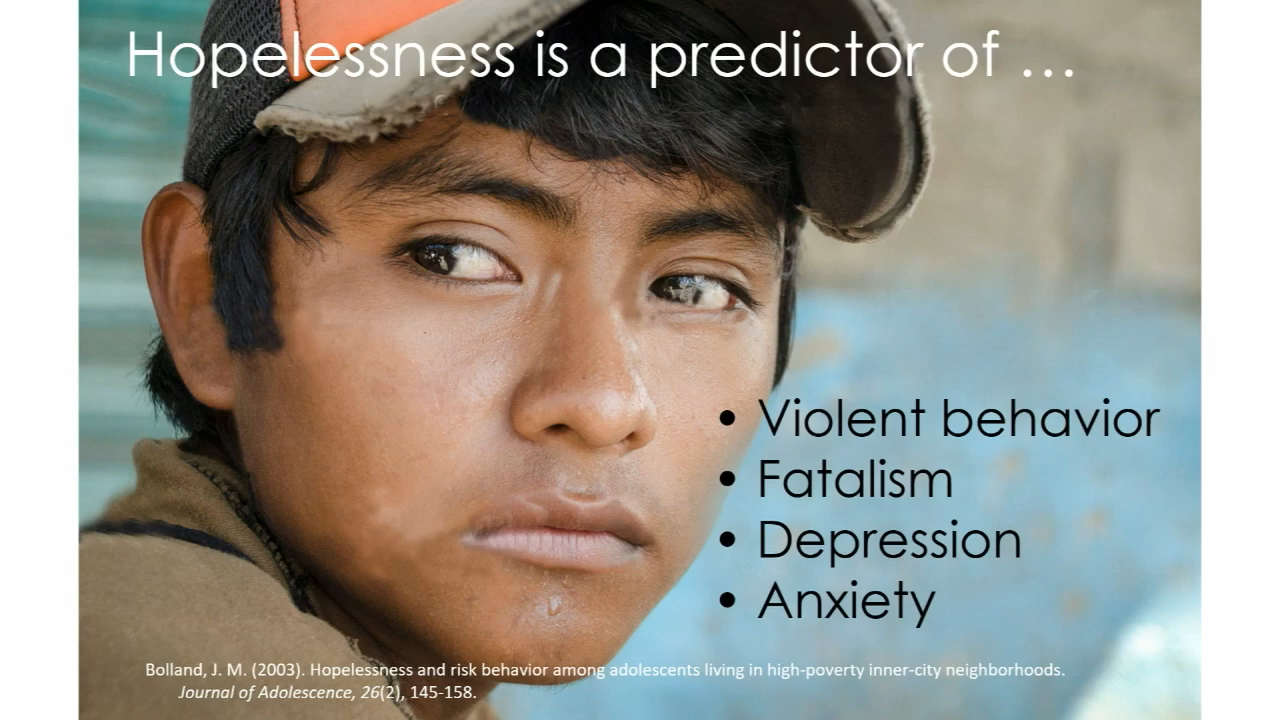 Hopelessness is a predictor of …
• Violent behavior
• Fatalism
• Depression
• Anxiety
Bolland, J. M. (2003). Hopelessness and risk behavior among adolescents living in high-poverty inner-city neighborhoods.
Journal of Adolescence, 26(2), 145-158.